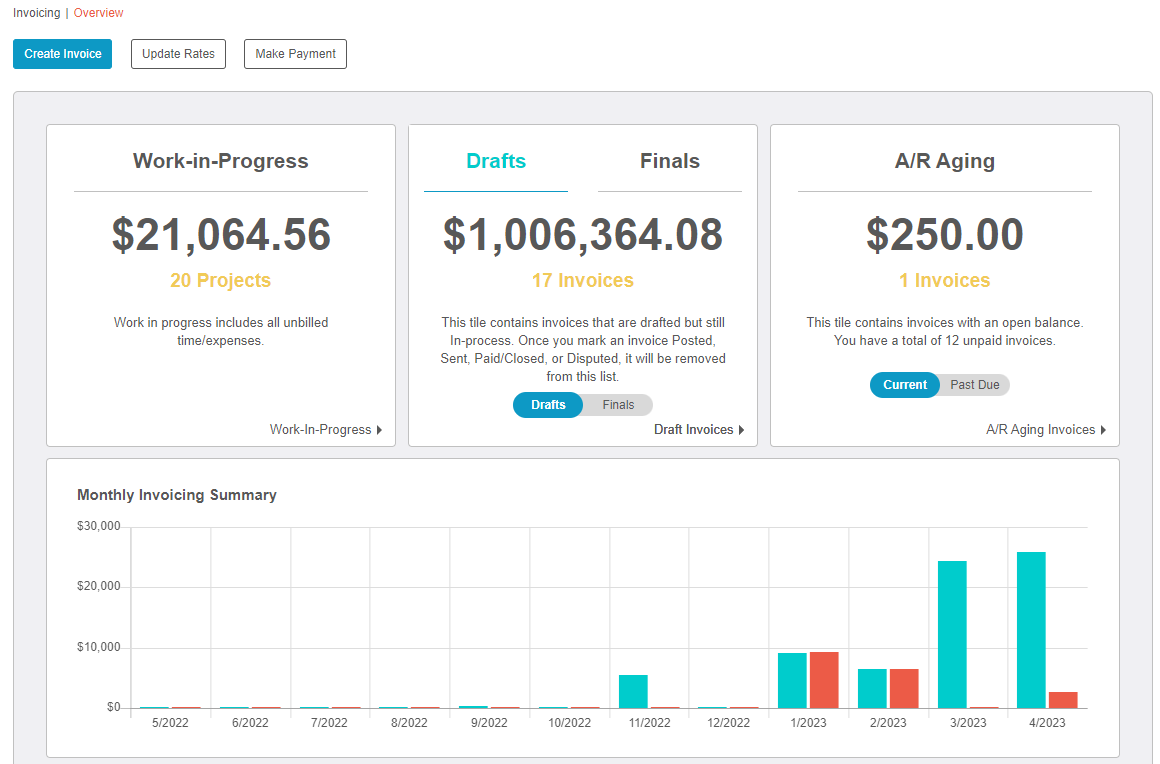 Invoicing | Overview
Create Invoice
Update Rates
Make Payment
Work-in-Progress
$21,064.56
20 Projects
Work in progress includes all unbilled
time/expenses.
Work-In-Progress
Drafts
Finals
$1,006,364.08
17 Invoices
This tile contains invoices that are drafted but still
In-process. Once you mark an invoice Posted,
Sent, Paid/Closed, or Disputed, it will be removed
from this list.
Drafts
Finals
Draft Invoices
A/R Aging
$250.00
1 Invoices
This tile contains invoices with an open balance.
You have a total of 12 unpaid invoices.
Current
Past Due
A/R Aging Invoices
Monthly Invoicing Summary
$30,000
$20,000
$10,000
$0
5/2022 6/2022 7/2022 8/2022 9/2022 10/2022 11/2022 12/2022 1/2023 2/2023 3/2023 4/2023